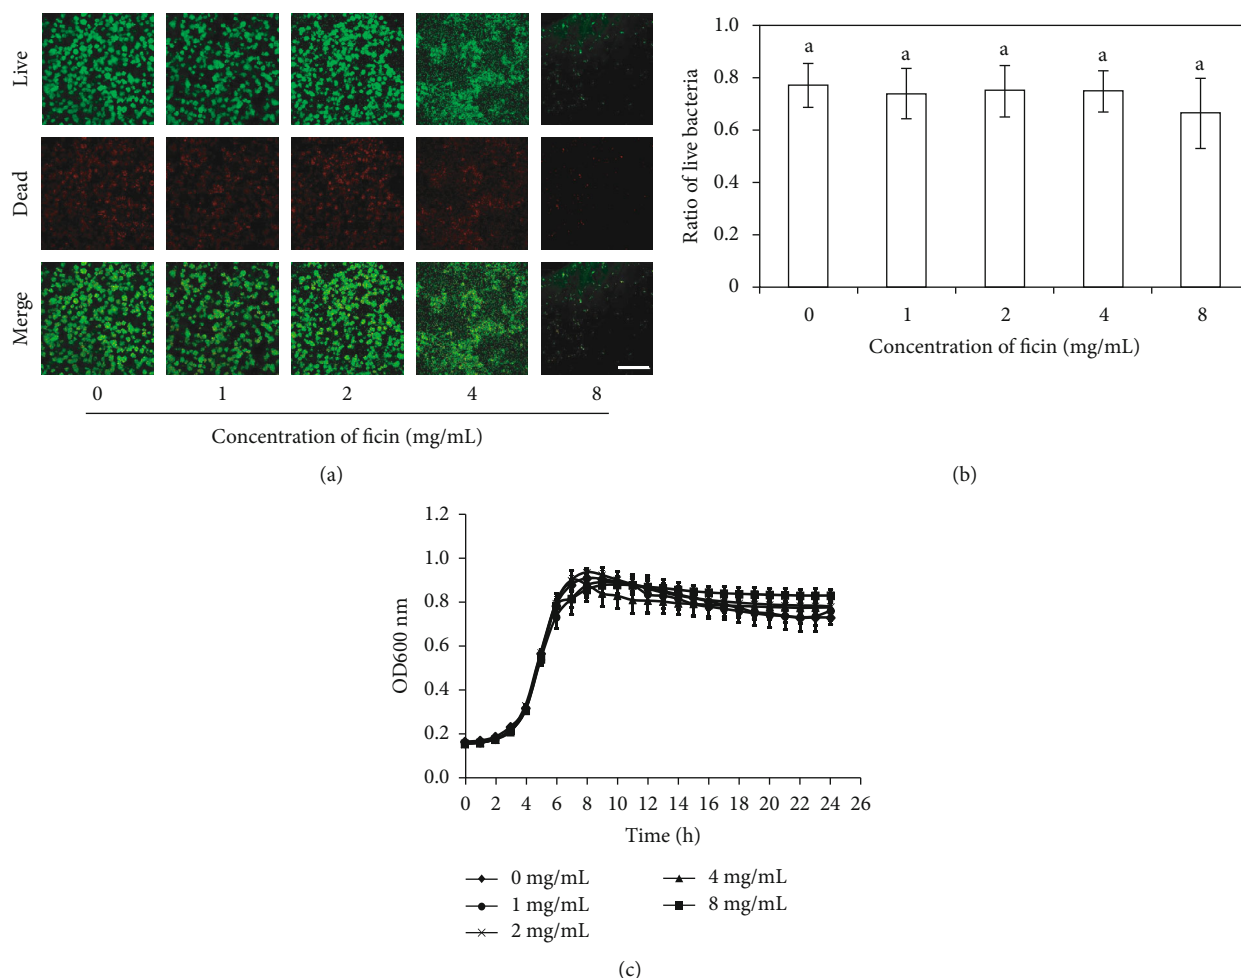 Live
Dead
Merge
0 1 2 4 8
Concentration of ficin (mg/mL)
(a)
Ratio of live bacteria
1.0
0.8
0.6
0.4
0.2
0
a a a a a
0 1 2 4 8
Concentration of ficin (mg/mL)
(b)
OD600 nm
1.2
1.0
0.8
0.6
0.4
0.2
0.0
0 2 4 6 8 10 12 14 16 18 20 22 24 26
Time (h)
0 mg/mL
1 mg/mL
2 mg/mL
4 mg/mL
8 mg/mL
(c)